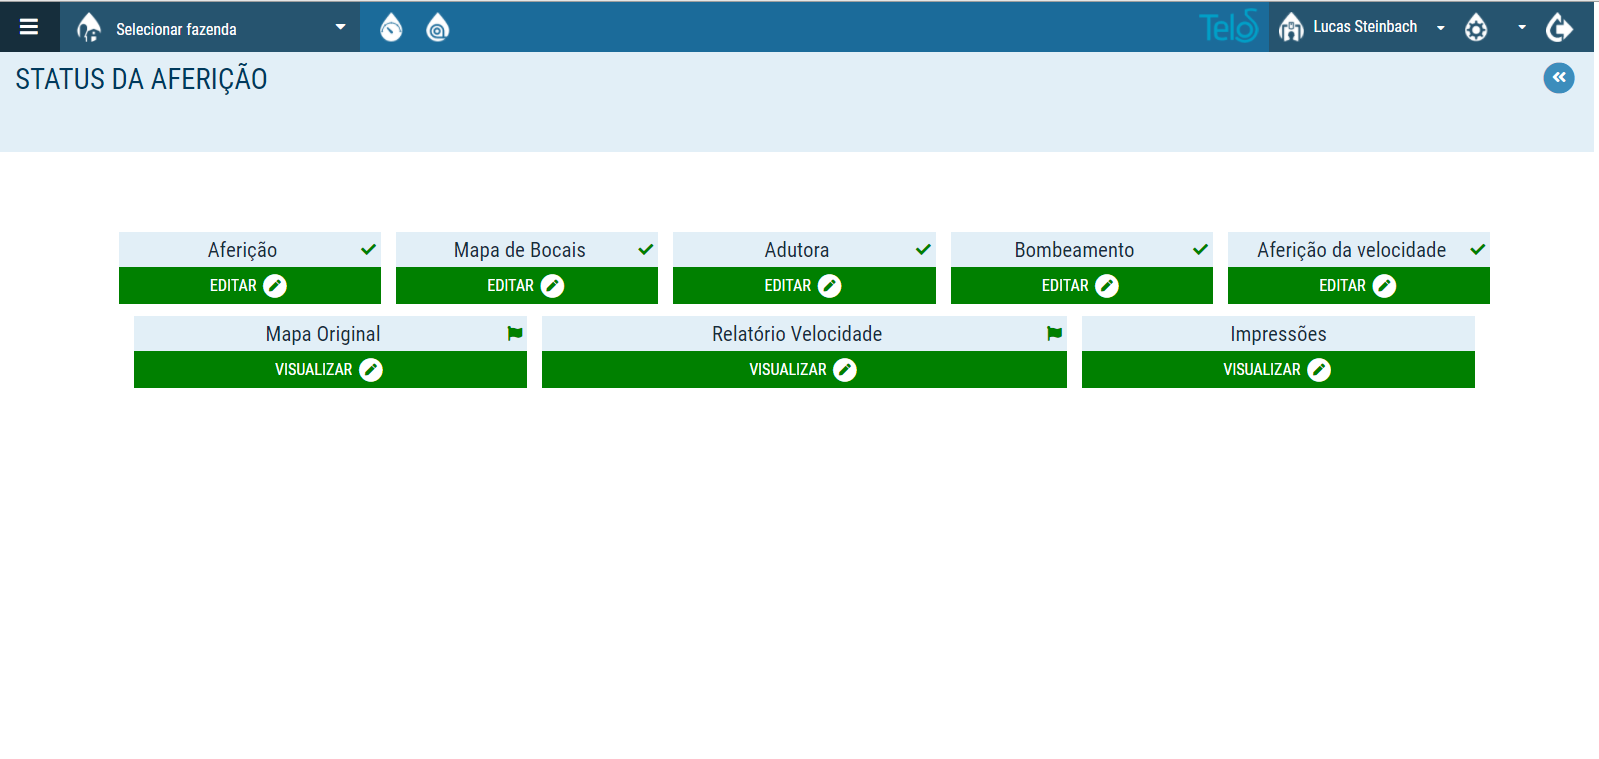 Selecionar fazenda
Telos
Lucas Steinbach
STATUS DA AFERIÇÃO
Aferição
Mapa de Bocais
Adutora
Bombeamento
Aferição da velocidade
EDITAR
EDITAR
EDITAR
EDITAR
EDITAR
Mapa Original
Relatório Velocidade
Impressões
VISUALIZAR
VISUALIZAR
VISUALIZAR